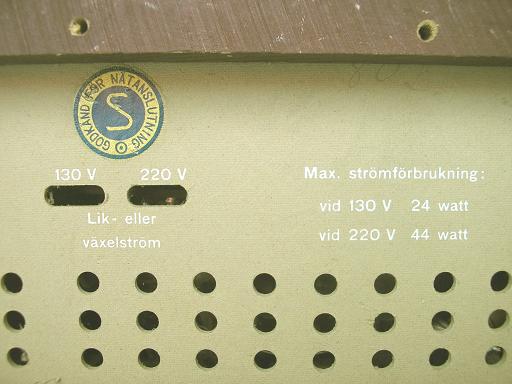 GODKÄND FÖR NÄTANSLUTNING
S
130 V 220 V
Lik- eller
växelström
Max. strömförbrukning:
vid 130 V 24 watt
vid 220 V 44 watt